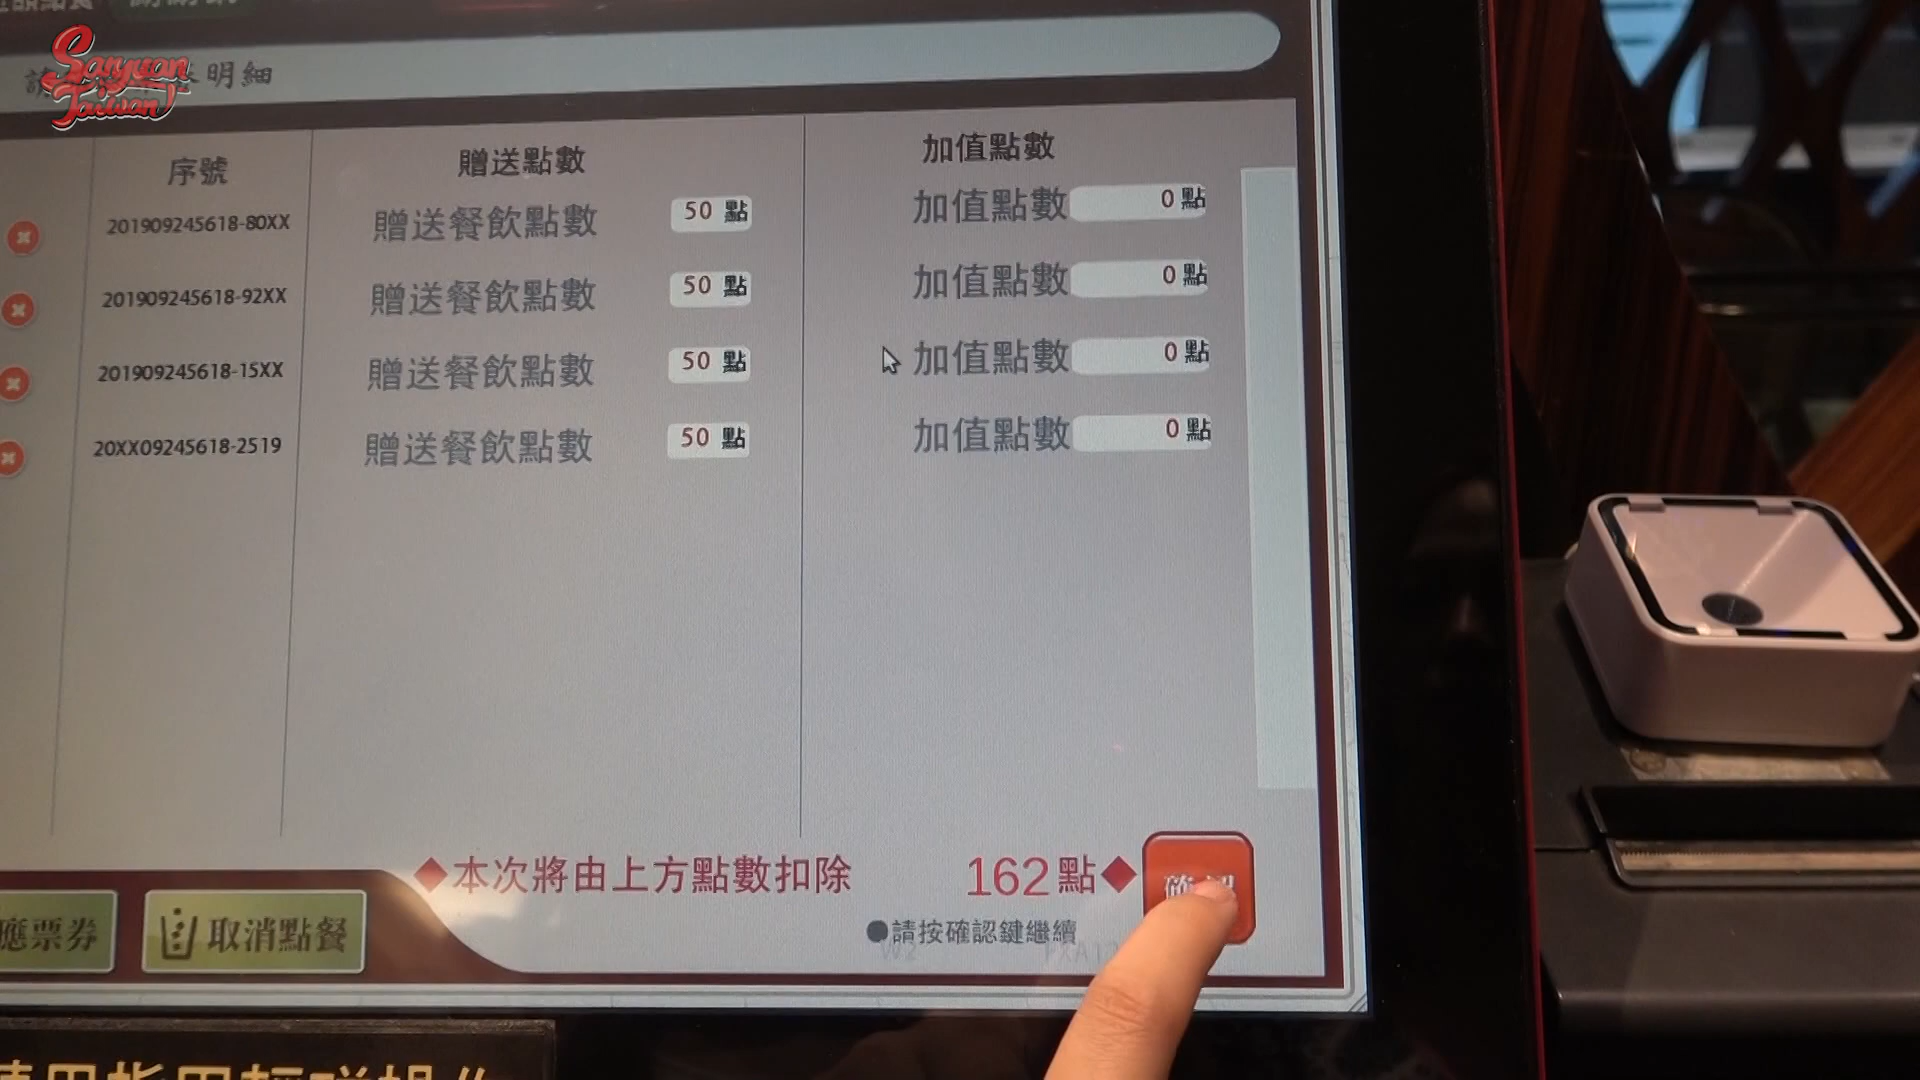 Sanyuan
Taiwan
明細
序號 贈送點數 加值點數
201909245618-80XX 贈送餐飲點數 50 點 加值點數 0 點
201909245618-92XX 贈送餐飲點數 50 點 加值點數 0 點
201909245618-15XX 贈送餐飲點數 50 點 加值點數 0 點
20XX09245618-2519 贈送餐飲點數 50 點 加值點數 0 點
◆本次將由上方點數扣除 162點◆
●請按確認鍵繼續
應票券 取消點餐